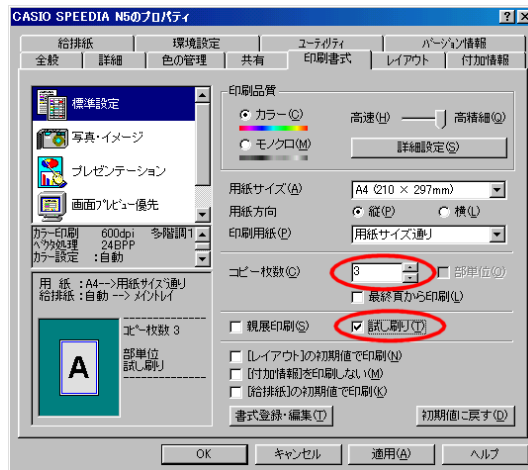 CASIO SPEEDIA N5のプロパティ
給排紙 環境設定 ユーティリティ バージョン情報
全般 詳細 色の管理 共有 印刷書式 レイアウト 付加情報
標準設定
写真・イメージ
プレゼンテーション
画面プレビュー優先
カラー印刷 600dpi 多階調1
ベクタ処理 24BPP
カラー設定 :自動
用 紙 :A4-->用紙サイズ通り
給排紙:自動 --> メイントレイ
コピー枚数 3
部単位
試し刷り
A
印刷品質
カラー(C) 高速(H) 高精細(Q)
モノクロ(M) 詳細設定(S)
用紙サイズ(A) A4 (210 × 297mm)
用紙方向 縦(P) 横(L)
印刷用紙(P) 用紙サイズ通り
コピー枚数(C) 3 部単位(O)
最終頁から印刷(L)
親展印刷(S) 試し刷り(T)
[レイアウト]の初期値で印刷(N)
[付加情報]を印刷しない(M)
[給排紙]の初期値で印刷(K)
書式登録・編集(T) 初期値に戻す(D)
OK キャンセル 適用(A) ヘルプ